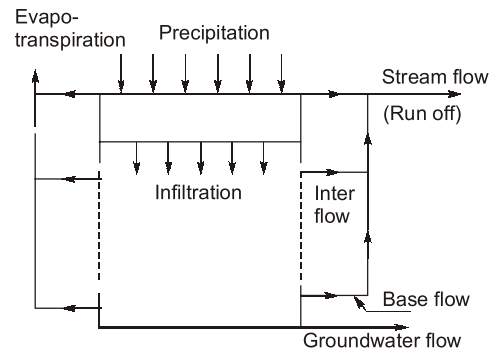 Evapo-
transpiration
Precipitation
Stream flow
(Run off)
Infiltration
Inter
flow
Base flow
Groundwater flow